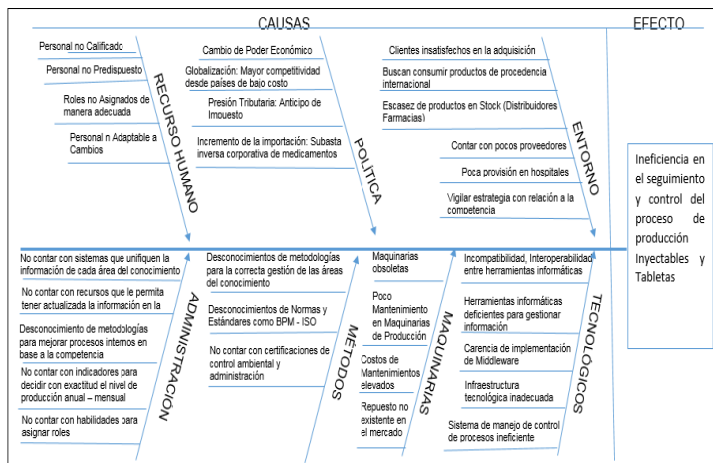 CAUSAS
EFECTO
Personal no Calificado
Personal no Predispuesto
Roles no Asignados de
manera adecuada
Personal n Adaptable a
Cambios
RECURSO HUMANO
Cambio de Poder Económico
Globalización: Mayor competitividad
desde países de bajo costo
Presión Tributaria: Anticipo de
Impuesto
Incremento de la importación: Subasta
inversa corporativa de medicamentos
POLÍTICA
Clientes insatisfechos en la adquisición
Buscan consumir productos de procedencia
internacional
Escasez de productos en Stock (Distribuidores
Farmacias)
Contar con pocos proveedores
Poca provisión en hospitales
Vigilar estrategia con relación a la
competencia
ENTORNO
Ineficiencia en
el seguimiento
y control del
proceso de
producción
Inyectables y
Tabletas
No contar con sistemas que unifiquen la
información de cada área del conocimiento
No contar con recursos que le permita
tener actualizada la información en la
Desconocimiento de metodologías
para mejorar procesos internos en
base a la competencia
No contar con indicadores para
decidir con exactitud el nivel de
producción anual – mensual
No contar con habilidades para
asignar roles
ADMINISTRACIÓN
Desconocimientos de metodologías
para la correcta gestión de las áreas
del conocimiento
Desconocimientos de Normas y
Estándares como BPM - ISO
No contar con certificaciones de
control ambiental y
administración
MÉTODOS
Maquinarias
obsoletas
Poco
Mantenimiento
en Maquinarias
de Producción
Costos de
Mantenimientos
elevados
Repuesto no
existente en
el mercado
MAQUINARIAS
Incompatibilidad, Interoperabilidad
entre herramientas informáticas
Herramientas informáticas
deficientes para gestionar
información
Carencia de implementación
de Middleware
Infraestructura
tecnológica inadecuada
Sistema de manejo de control
de procesos ineficiente
TECNOLÓGICOS